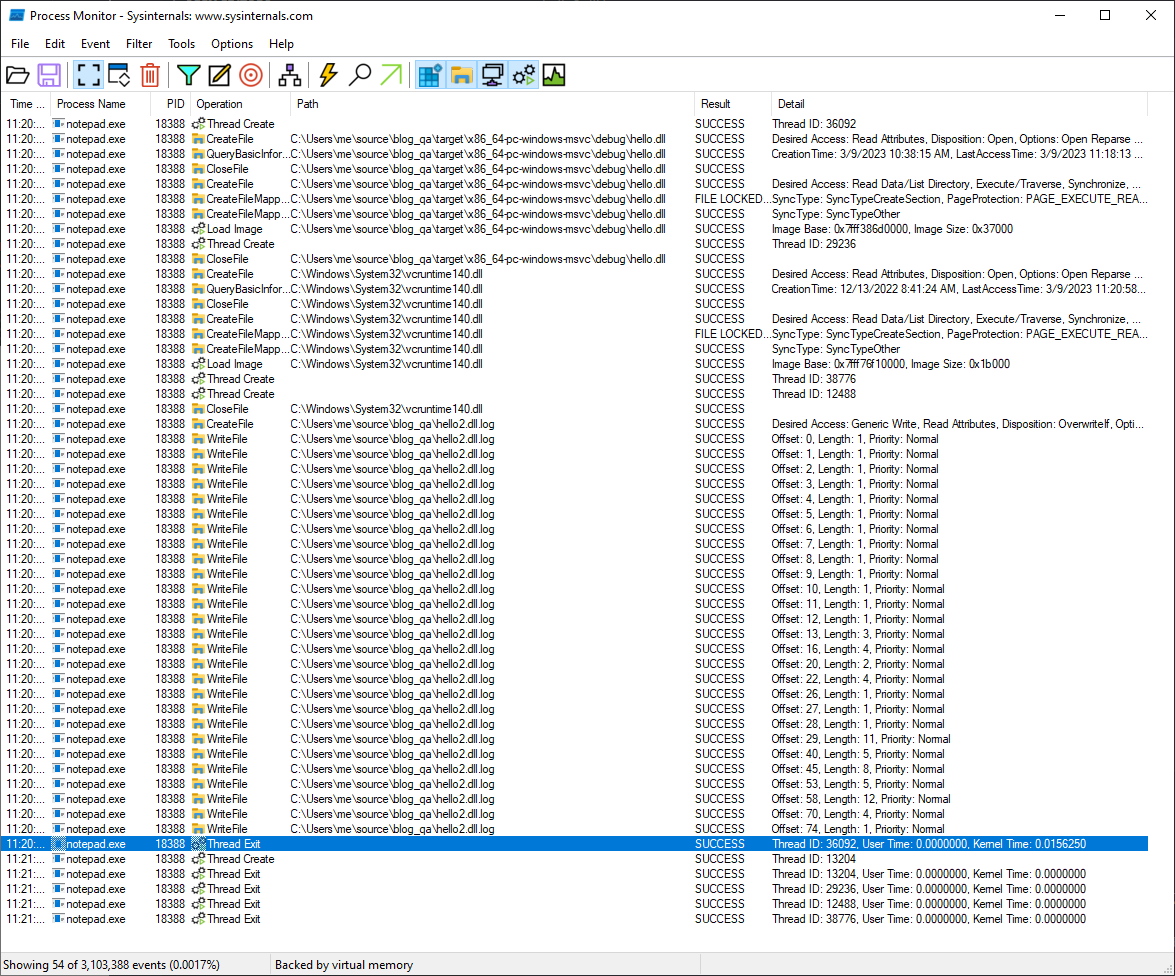 Process Monitor - Sysinternals: www.sysinternals.com
File Edit Event Filter Tools Options Help
Time ... Process Name PID Operation Path Result Detail
11:20:... notepad.exe 18388 Thread Create SUCCESS Thread ID: 36092
11:20:... notepad.exe 18388 CreateFile C:\Users\me\source\blog_qa\target\x86_64-pc-windows-msvc\debug\hello.dll SUCCESS Desired Access: Read Attributes, Disposition: Open, Options: Open Reparse ...
11:20:... notepad.exe 18388 QueryBasicInfor... C:\Users\me\source\blog_qa\target\x86_64-pc-windows-msvc\debug\hello.dll SUCCESS CreationTime: 3/9/2023 10:38:15 AM, LastAccessTime: 3/9/2023 11:18:13 ...
11:20:... notepad.exe 18388 CloseFile C:\Users\me\source\blog_qa\target\x86_64-pc-windows-msvc\debug\hello.dll SUCCESS
11:20:... notepad.exe 18388 CreateFile C:\Users\me\source\blog_qa\target\x86_64-pc-windows-msvc\debug\hello.dll SUCCESS Desired Access: Read Data/List Directory, Execute/Traverse, Synchronize, ...
11:20:... notepad.exe 18388 CreateFileMapp... C:\Users\me\source\blog_qa\target\x86_64-pc-windows-msvc\debug\hello.dll FILE LOCKED... SyncType: SyncTypeCreateSection, PageProtection: PAGE_EXECUTE_REA...
11:20:... notepad.exe 18388 CreateFileMapp... C:\Users\me\source\blog_qa\target\x86_64-pc-windows-msvc\debug\hello.dll SUCCESS SyncType: SyncTypeOther
11:20:... notepad.exe 18388 Load Image C:\Users\me\source\blog_qa\target\x86_64-pc-windows-msvc\debug\hello.dll SUCCESS Image Base: 0x7fff386d0000, Image Size: 0x37000
11:20:... notepad.exe 18388 Thread Create SUCCESS Thread ID: 29236
11:20:... notepad.exe 18388 CloseFile C:\Users\me\source\blog_qa\target\x86_64-pc-windows-msvc\debug\hello.dll SUCCESS
11:20:... notepad.exe 18388 CreateFile C:\Windows\System32\vcruntime140.dll SUCCESS Desired Access: Read Attributes, Disposition: Open, Options: Open Reparse ...
11:20:... notepad.exe 18388 QueryBasicInfor... C:\Windows\System32\vcruntime140.dll SUCCESS CreationTime: 12/13/2022 8:41:24 AM, LastAccessTime: 3/9/2023 11:20:58...
11:20:... notepad.exe 18388 CloseFile C:\Windows\System32\vcruntime140.dll SUCCESS
11:20:... notepad.exe 18388 CreateFile C:\Windows\System32\vcruntime140.dll SUCCESS Desired Access: Read Data/List Directory, Execute/Traverse, Synchronize, ...
11:20:... notepad.exe 18388 CreateFileMapp... C:\Windows\System32\vcruntime140.dll FILE LOCKED... SyncType: SyncTypeCreateSection, PageProtection: PAGE_EXECUTE_REA...
11:20:... notepad.exe 18388 CreateFileMapp... C:\Windows\System32\vcruntime140.dll SUCCESS SyncType: SyncTypeOther
11:20:... notepad.exe 18388 Load Image C:\Windows\System32\vcruntime140.dll SUCCESS Image Base: 0x7fff76f10000, Image Size: 0x1b000
11:20:... notepad.exe 18388 Thread Create SUCCESS Thread ID: 38776
11:20:... notepad.exe 18388 Thread Create SUCCESS Thread ID: 12488
11:20:... notepad.exe 18388 CloseFile C:\Windows\System32\vcruntime140.dll SUCCESS
11:20:... notepad.exe 18388 CreateFile C:\Users\me\source\blog_qa\hello2.dll.log SUCCESS Desired Access: Generic Write, Read Attributes, Disposition: OverwriteIf, Opti...
11:20:... notepad.exe 18388 WriteFile C:\Users\me\source\blog_qa\hello2.dll.log SUCCESS Offset: 0, Length: 1, Priority: Normal
11:20:... notepad.exe 18388 WriteFile C:\Users\me\source\blog_qa\hello2.dll.log SUCCESS Offset: 1, Length: 1, Priority: Normal
11:20:... notepad.exe 18388 WriteFile C:\Users\me\source\blog_qa\hello2.dll.log SUCCESS Offset: 2, Length: 1, Priority: Normal
11:20:... notepad.exe 18388 WriteFile C:\Users\me\source\blog_qa\hello2.dll.log SUCCESS Offset: 3, Length: 1, Priority: Normal
11:20:... notepad.exe 18388 WriteFile C:\Users\me\source\blog_qa\hello2.dll.log SUCCESS Offset: 4, Length: 1, Priority: Normal
11:20:... notepad.exe 18388 WriteFile C:\Users\me\source\blog_qa\hello2.dll.log SUCCESS Offset: 5, Length: 1, Priority: Normal
11:20:... notepad.exe 18388 WriteFile C:\Users\me\source\blog_qa\hello2.dll.log SUCCESS Offset: 6, Length: 1, Priority: Normal
11:20:... notepad.exe 18388 WriteFile C:\Users\me\source\blog_qa\hello2.dll.log SUCCESS Offset: 7, Length: 1, Priority: Normal
11:20:... notepad.exe 18388 WriteFile C:\Users\me\source\blog_qa\hello2.dll.log SUCCESS Offset: 8, Length: 1, Priority: Normal
11:20:... notepad.exe 18388 WriteFile C:\Users\me\source\blog_qa\hello2.dll.log SUCCESS Offset: 9, Length: 1, Priority: Normal
11:20:... notepad.exe 18388 WriteFile C:\Users\me\source\blog_qa\hello2.dll.log SUCCESS Offset: 10, Length: 1, Priority: Normal
11:20:... notepad.exe 18388 WriteFile C:\Users\me\source\blog_qa\hello2.dll.log SUCCESS Offset: 11, Length: 1, Priority: Normal
11:20:... notepad.exe 18388 WriteFile C:\Users\me\source\blog_qa\hello2.dll.log SUCCESS Offset: 12, Length: 1, Priority: Normal
11:20:... notepad.exe 18388 WriteFile C:\Users\me\source\blog_qa\hello2.dll.log SUCCESS Offset: 13, Length: 3, Priority: Normal
11:20:... notepad.exe 18388 WriteFile C:\Users\me\source\blog_qa\hello2.dll.log SUCCESS Offset: 16, Length: 4, Priority: Normal
11:20:... notepad.exe 18388 WriteFile C:\Users\me\source\blog_qa\hello2.dll.log SUCCESS Offset: 20, Length: 2, Priority: Normal
11:20:... notepad.exe 18388 WriteFile C:\Users\me\source\blog_qa\hello2.dll.log SUCCESS Offset: 22, Length: 4, Priority: Normal
11:20:... notepad.exe 18388 WriteFile C:\Users\me\source\blog_qa\hello2.dll.log SUCCESS Offset: 26, Length: 1, Priority: Normal
11:20:... notepad.exe 18388 WriteFile C:\Users\me\source\blog_qa\hello2.dll.log SUCCESS Offset: 27, Length: 1, Priority: Normal
11:20:... notepad.exe 18388 WriteFile C:\Users\me\source\blog_qa\hello2.dll.log SUCCESS Offset: 28, Length: 1, Priority: Normal
11:20:... notepad.exe 18388 WriteFile C:\Users\me\source\blog_qa\hello2.dll.log SUCCESS Offset: 29, Length: 11, Priority: Normal
11:20:... notepad.exe 18388 WriteFile C:\Users\me\source\blog_qa\hello2.dll.log SUCCESS Offset: 40, Length: 5, Priority: Normal
11:20:... notepad.exe 18388 WriteFile C:\Users\me\source\blog_qa\hello2.dll.log SUCCESS Offset: 45, Length: 8, Priority: Normal
11:20:... notepad.exe 18388 WriteFile C:\Users\me\source\blog_qa\hello2.dll.log SUCCESS Offset: 53, Length: 5, Priority: Normal
11:20:... notepad.exe 18388 WriteFile C:\Users\me\source\blog_qa\hello2.dll.log SUCCESS Offset: 58, Length: 12, Priority: Normal
11:20:... notepad.exe 18388 WriteFile C:\Users\me\source\blog_qa\hello2.dll.log SUCCESS Offset: 70, Length: 4, Priority: Normal
11:20:... notepad.exe 18388 WriteFile C:\Users\me\source\blog_qa\hello2.dll.log SUCCESS Offset: 74, Length: 1, Priority: Normal
11:20:... notepad.exe 18388 Thread Exit SUCCESS Thread ID: 36092, User Time: 0.0000000, Kernel Time: 0.0156250
11:21:... notepad.exe 18388 Thread Create SUCCESS Thread ID: 13204
11:21:... notepad.exe 18388 Thread Exit SUCCESS Thread ID: 13204, User Time: 0.0000000, Kernel Time: 0.0000000
11:21:... notepad.exe 18388 Thread Exit SUCCESS Thread ID: 29236, User Time: 0.0000000, Kernel Time: 0.0000000
11:21:... notepad.exe 18388 Thread Exit SUCCESS Thread ID: 12488, User Time: 0.0000000, Kernel Time: 0.0000000
11:21:... notepad.exe 18388 Thread Exit SUCCESS Thread ID: 38776, User Time: 0.0000000, Kernel Time: 0.0000000
Showing 54 of 3,103,388 events (0.0017%) Backed by virtual memory